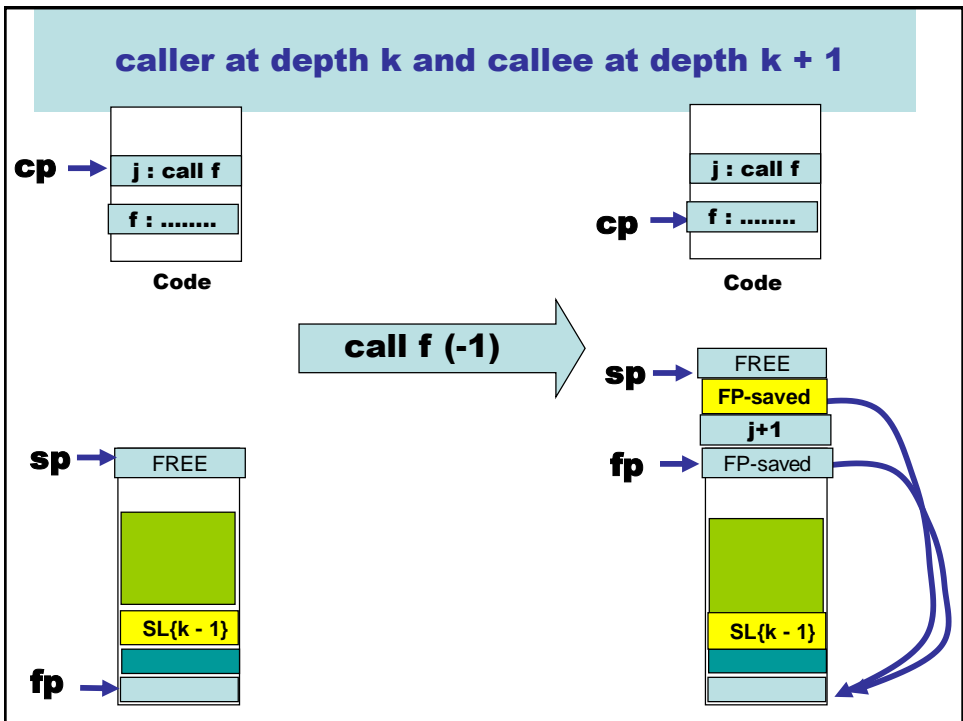 caller at depth k and callee at depth k + 1
cp
j : call f
f : ........
Code
j : call f
cp
f : ........
Code
call f (-1)
sp
FREE
SL{k - 1}
fp
sp
FREE
FP-saved
j+1
fp
FP-saved
SL{k - 1}